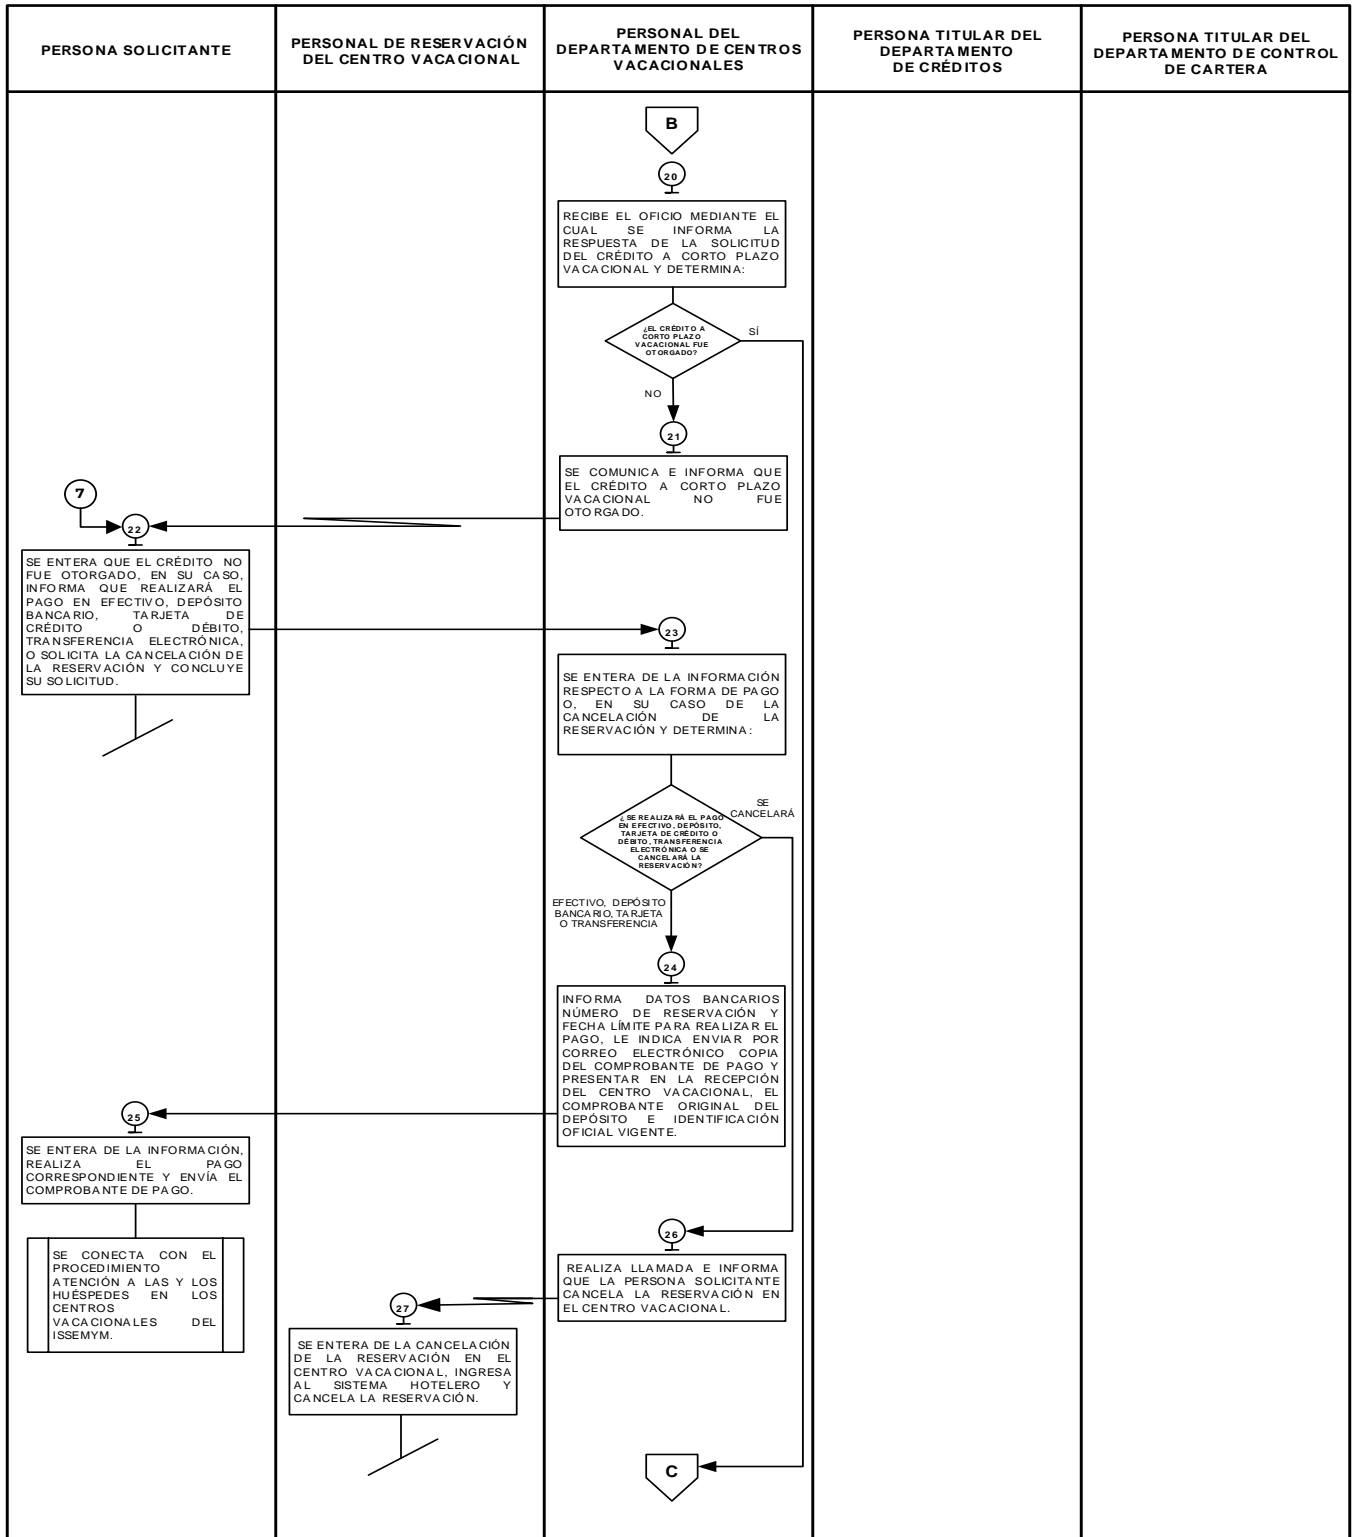 PERSONA SOLICITANTE
PERSONAL DE RESERVACIÓN
DEL CENTRO VACACIONAL
PERSONAL DEL
DEPARTAMENTO DE CENTROS
VACACIONALES
PERSONA TITULAR DEL
DEPARTAMENTO
DE CRÉDITOS
PERSONA TITULAR DEL
DEPARTAMENTO DE CONTROL
DE CARTERA
B
20
RECIBE EL OFICIO MEDIANTE EL
CUAL SE INFORMA LA
RESPUESTA DE LA SOLICITUD
DEL CRÉDITO A CORTO PLAZO
VACACIONAL Y DETERMINA:
¿EL CRÉDITO A
CORTO PLAZO
VACACIONAL FUE
OTORGADO?
SÍ
NO
21
SE COMUNICA E INFORMA QUE
EL CRÉDITO A CORTO PLAZO
VACACIONAL NO FUE
OTORGADO.
7
22
SE ENTERA QUE EL CRÉDITO NO
FUE OTORGADO, EN SU CASO,
INFORMA QUE REALIZARÁ EL
PAGO EN EFECTIVO, DEPÓSITO
BANCARIO, TARJETA DE
CRÉDITO O DÉBITO,
TRANSFERENCIA ELECTRÓNICA,
O SOLICITA LA CANCELACIÓN DE
LA RESERVACIÓN Y CONCLUYE
SU SOLICITUD.
23
SE ENTERA DE LA INFORMACIÓN
RESPECTO A LA FORMA DE PAGO
O, EN SU CASO DE LA
CANCELACIÓN DE LA
RESERVACIÓN Y DETERMINA:
¿SE REALIZARÁ EL PAGO
EN EFECTIVO, DEPÓSITO,
TARJETA DE CRÉDITO O
DÉBITO, TRANSFERENCIA
ELECTRÓNICA O SE
CANCELARÁ LA
RESERVACIÓN?
SE
CANCELARÁ
EFECTIVO, DEPÓSITO
BANCARIO, TARJETA
O TRANSFERENCIA
24
INFORMA DATOS BANCARIOS
NÚMERO DE RESERVACIÓN Y
FECHA LÍMITE PARA REALIZAR EL
PAGO, LE INDICA ENVIAR POR
CORREO ELECTRÓNICO COPIA
DEL COMPROBANTE DE PAGO Y
PRESENTAR EN LA RECEPCIÓN
DEL CENTRO VACACIONAL, EL
COMPROBANTE ORIGINAL DEL
DEPÓSITO E IDENTIFICACIÓN
OFICIAL VIGENTE.
25
SE ENTERA DE LA INFORMACIÓN,
REALIZA EL PAGO
CORRESPONDIENTE Y ENVÍA EL
COMPROBANTE DE PAGO.
SE CONECTA CON EL
PROCEDIMIENTO
ATENCIÓN A LAS Y LOS
HUÉSPEDES EN LOS
CENTROS
VACACIONALES DEL
ISSEMYM.
26
REALIZA LLAMADA E INFORMA
QUE LA PERSONA SOLICITANTE
CANCELA LA RESERVACIÓN EN
EL CENTRO VACACIONAL.
27
SE ENTERA DE LA CANCELACIÓN
DE LA RESERVACIÓN EN EL
CENTRO VACACIONAL, INGRESA
AL SISTEMA HOTELERO Y
CANCELA LA RESERVACIÓN.
C